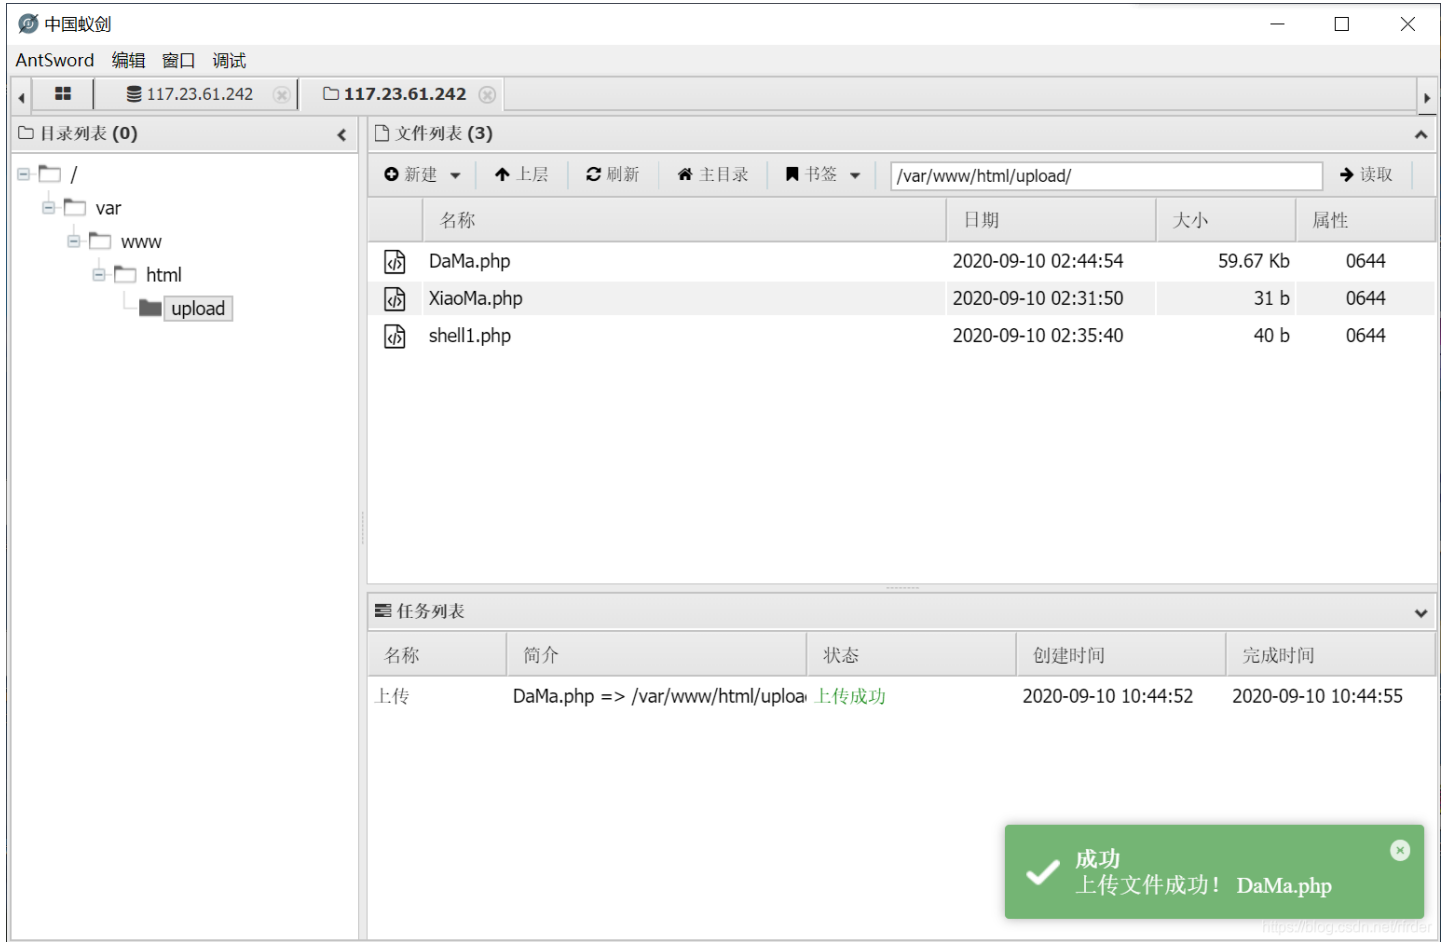 中国蚁剑
AntSword 编辑 窗口 调试
117.23.61.242 117.23.61.242
目录列表 (0)
/
var
www
html
upload
文件列表 (3)
新建 上层 刷新 主目录 书签 /var/www/html/upload/ 读取
名称 日期 大小 属性
DaMa.php 2020-09-10 02:44:54 59.67 Kb 0644
XiaoMa.php 2020-09-10 02:31:50 31 b 0644
shell1.php 2020-09-10 02:35:40 40 b 0644
任务列表
名称 简介 状态 创建时间 完成时间
上传 DaMa.php => /var/www/html/uploa 上传成功 2020-09-10 10:44:52 2020-09-10 10:44:55
成功
上传文件成功! DaMa.php